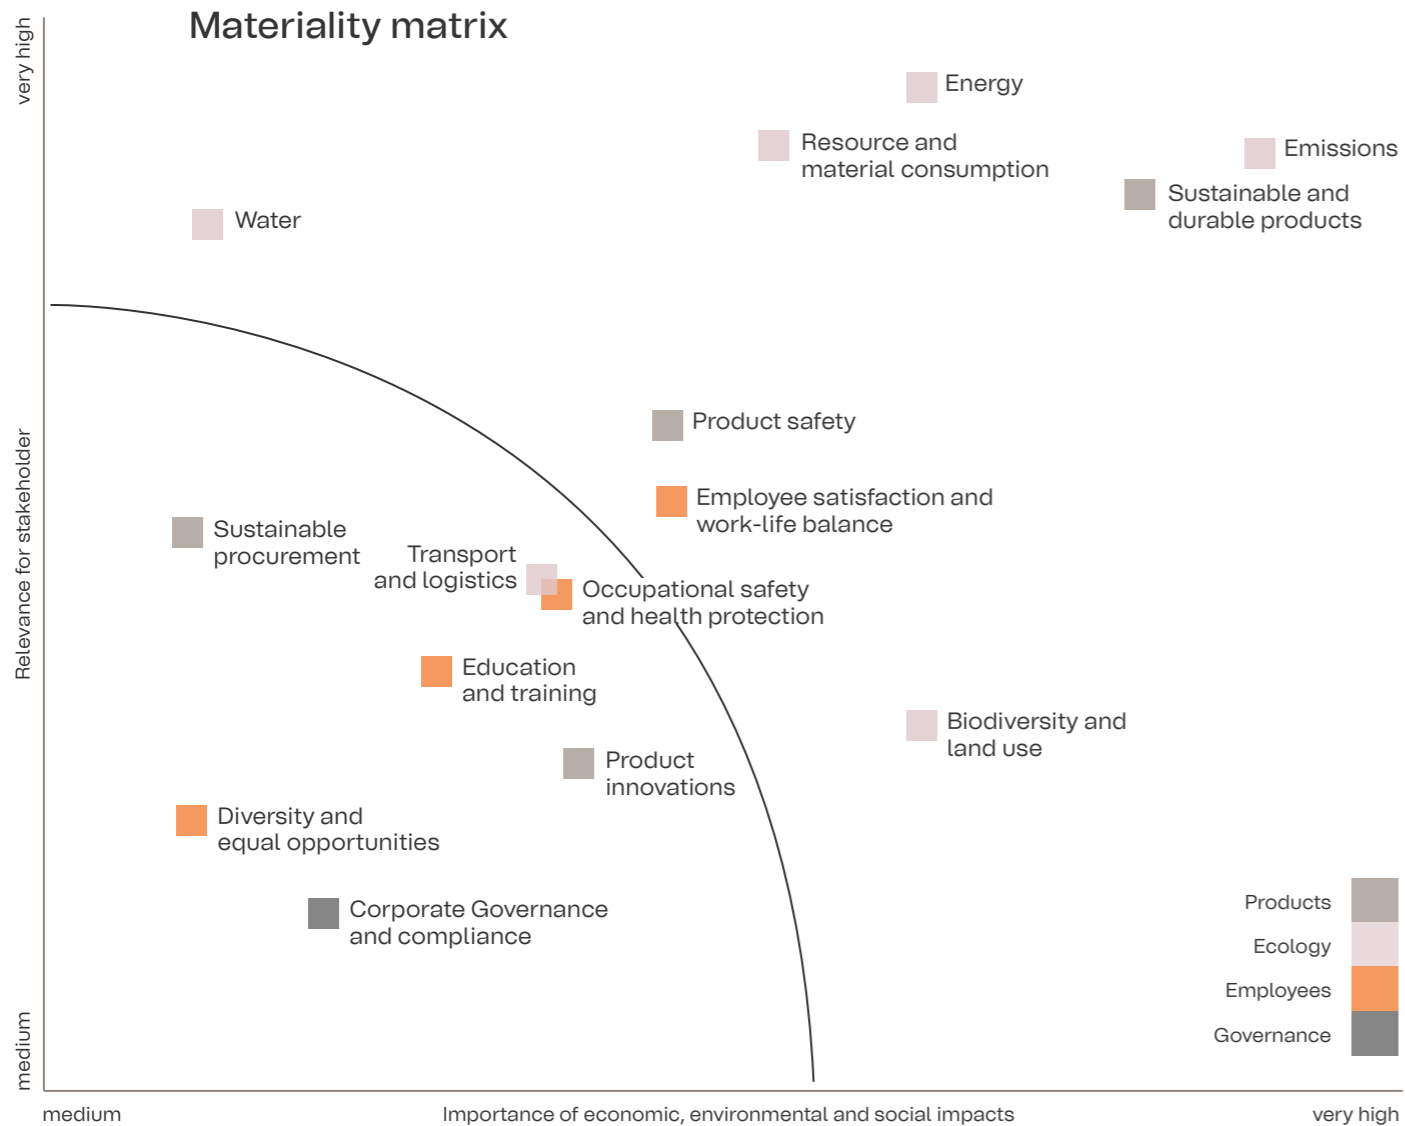 Materiality matrix
very high
Energy
Resource and
material consumption
Emissions
Sustainable and
durable products
Water
Product safety
Relevance for stakeholder
Employee satisfaction and
work-life balance
Sustainable
procurement
Transport
and logistics
Occupational safety
and health protection
Education
and training
Biodiversity and
land use
Product
innovations
Diversity and
equal opportunities
Corporate Governance
and compliance
Products
Ecology
Employees
Governance
medium
medium
Importance of economic, environmental and social impacts
very high